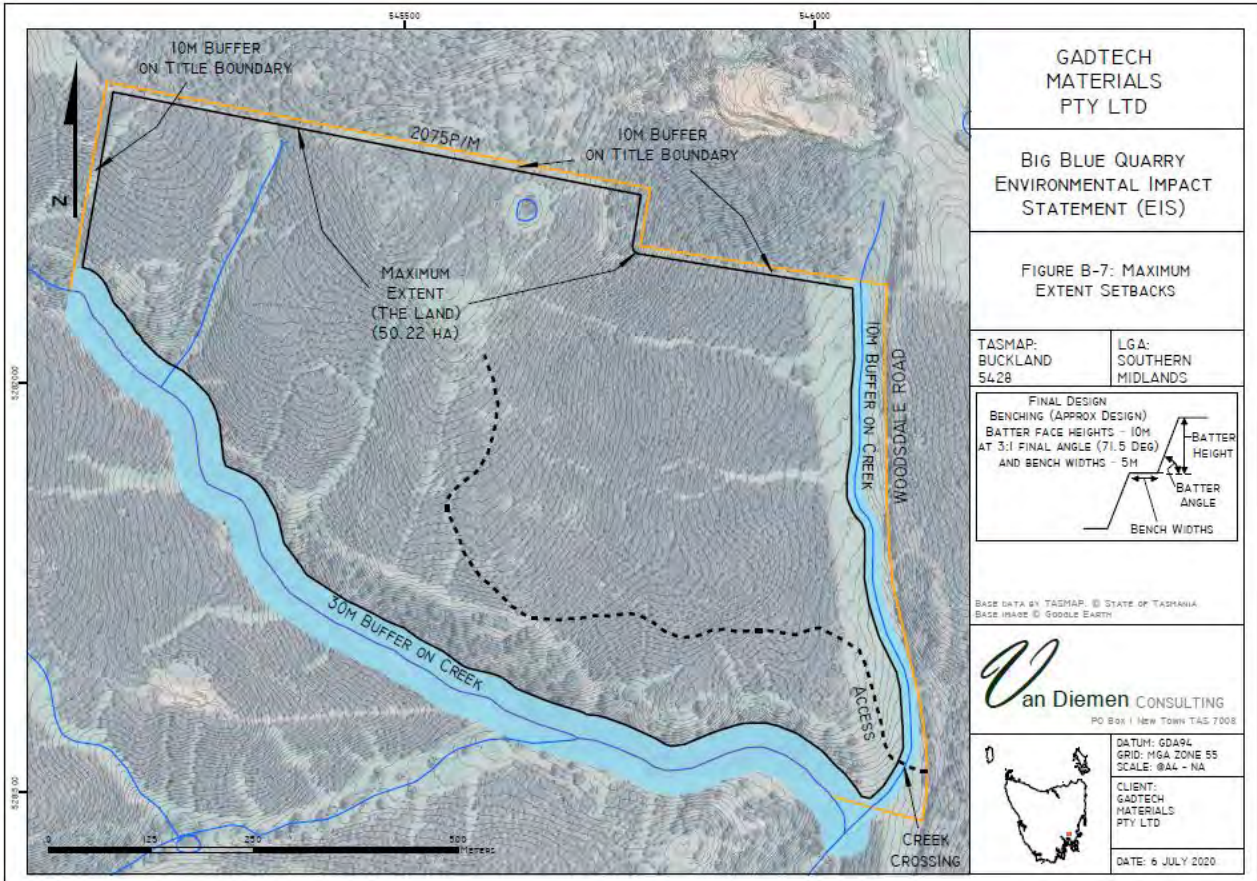 545500
546000
10M BUFFER
ON TITLE BOUNDARY
N
2075P/M
10M BUFFER
ON TITLE BOUNDARY
MAXIMUM
EXTENT
(THE LAND)
(50.22 HA)
10M BUFFER ON CREEK
WOODSDALE ROAD
30M BUFFER ON CREEK
ACCESS
CREEK
CROSSING
0
125
250
500
METERS
GADTECH
MATERIALS
PTY LTD
BIG BLUE QUARRY
ENVIRONMENTAL IMPACT
STATEMENT (EIS)
FIGURE B-7: MAXIMUM
EXTENT SETBACKS
TASMAP:
BUCKLAND
5428
LGA:
SOUTHERN
MIDLANDS
FINAL DESIGN
BENCHING (APPROX DESIGN)
BATTER FACE HEIGHTS - 10M
AT 3:1 FINAL ANGLE (71.5 DEG)
AND BENCH WIDTHS - 5M
BATTER
HEIGHT
BATTER
ANGLE
BENCH WIDTHS
BASE DATA BY TASMAP. © STATE OF TASMANIA
BASE IMAGE © GOOGLE EARTH
Van Diemen CONSULTING
PO BOX 1 NEW TOWN TAS 7008
DATUM: GDA94
GRID: MGA ZONE 55
SCALE: @A4 - NA
CLIENT:
GADTECH
MATERIALS
PTY LTD
DATE: 6 JULY 2020